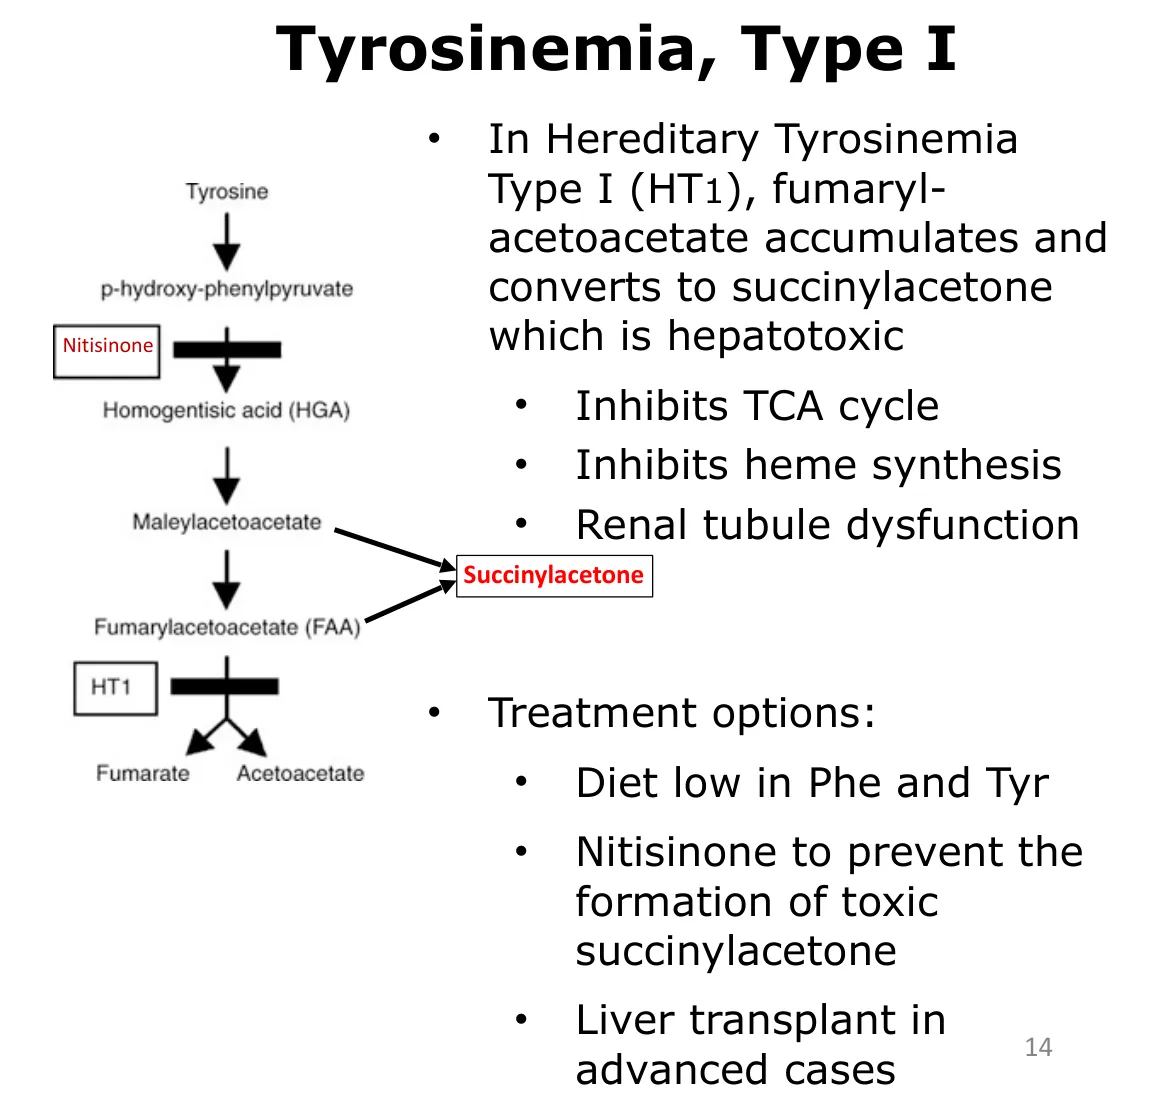 Tyrosinemia, Type I
Tyrosine
p-hydroxy-phenylpyruvate
Nitisinone
Homogentisic acid (HGA)
Maleylacetoacetate
Succinylacetone
Fumarylacetoacetate (FAA)
HT1
Fumarate
Acetoacetate
• In Hereditary Tyrosinemia
Type I (HT1), fumaryl-
acetoacetate accumulates and
converts to succinylacetone
which is hepatotoxic
• Inhibits TCA cycle
• Inhibits heme synthesis
• Renal tubule dysfunction
• Treatment options:
• Diet low in Phe and Tyr
• Nitisinone to prevent the
formation of toxic
succinylacetone
• Liver transplant in
advanced cases
14